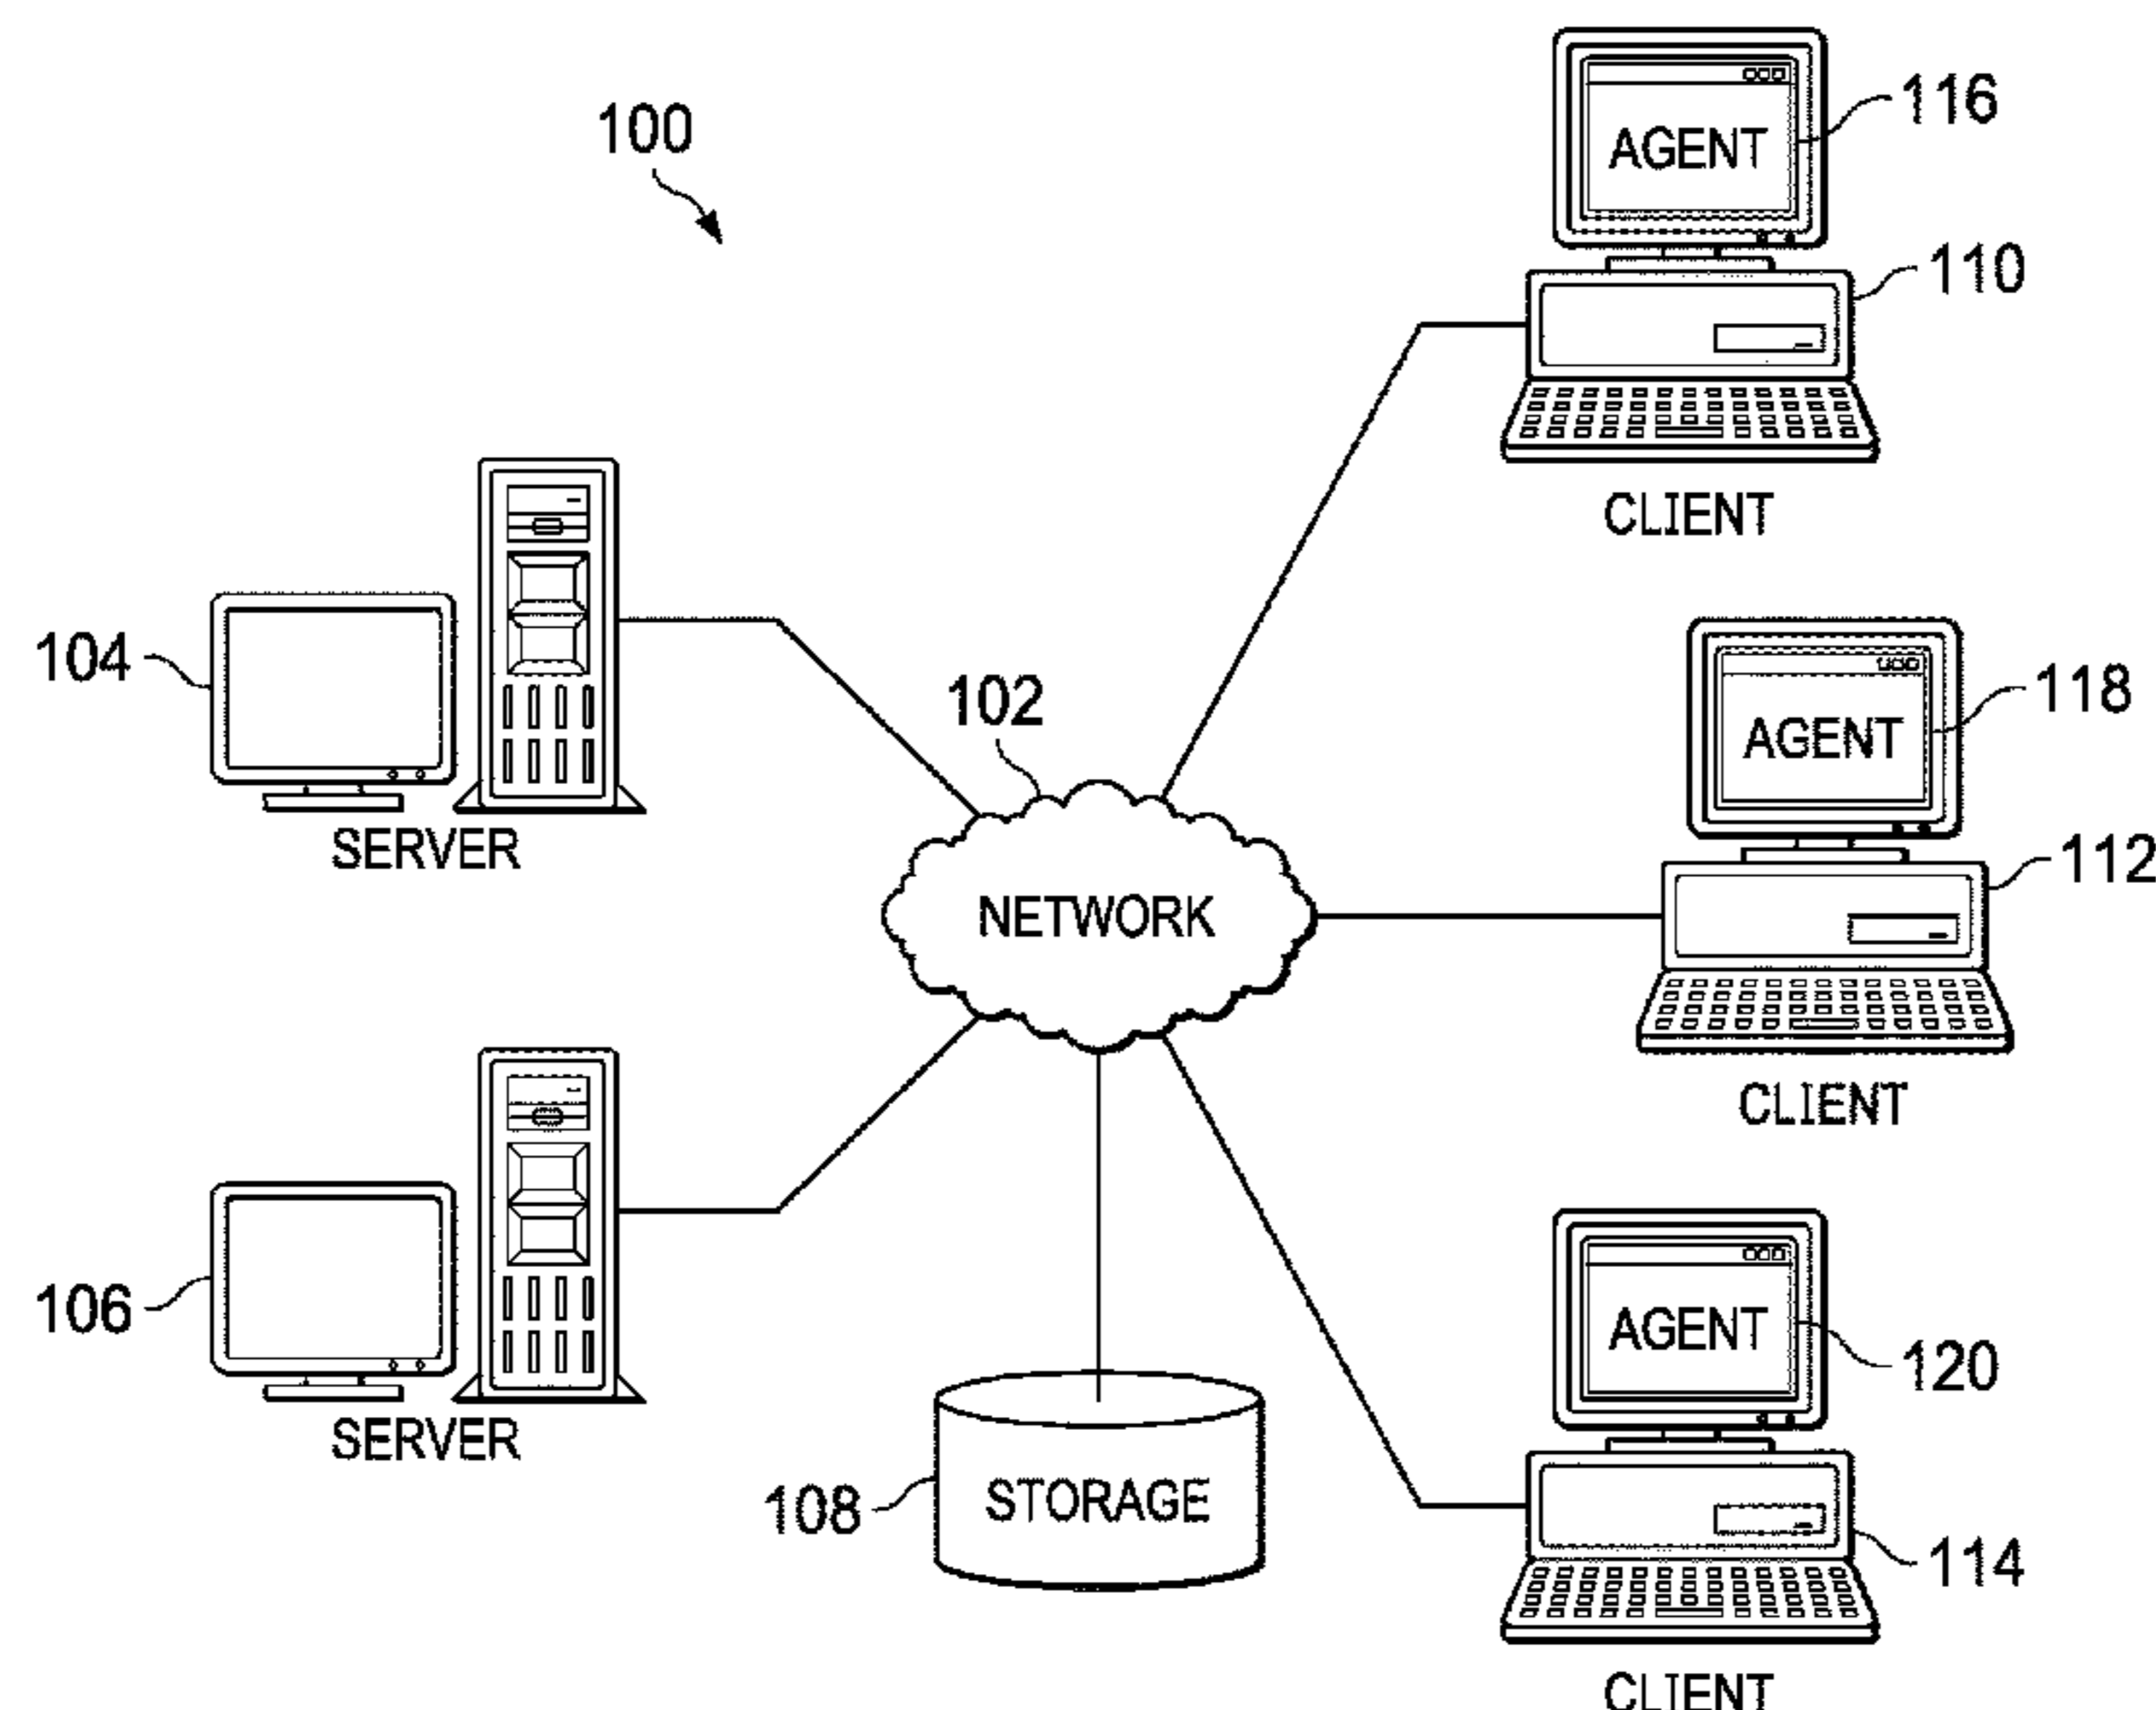 100
AGENT
116
110
CLIENT
104
SERVER
102
NETWORK
AGENT
118
112
CLIENT
106
SERVER
108
STORAGE
AGENT
120
114
CLIENT